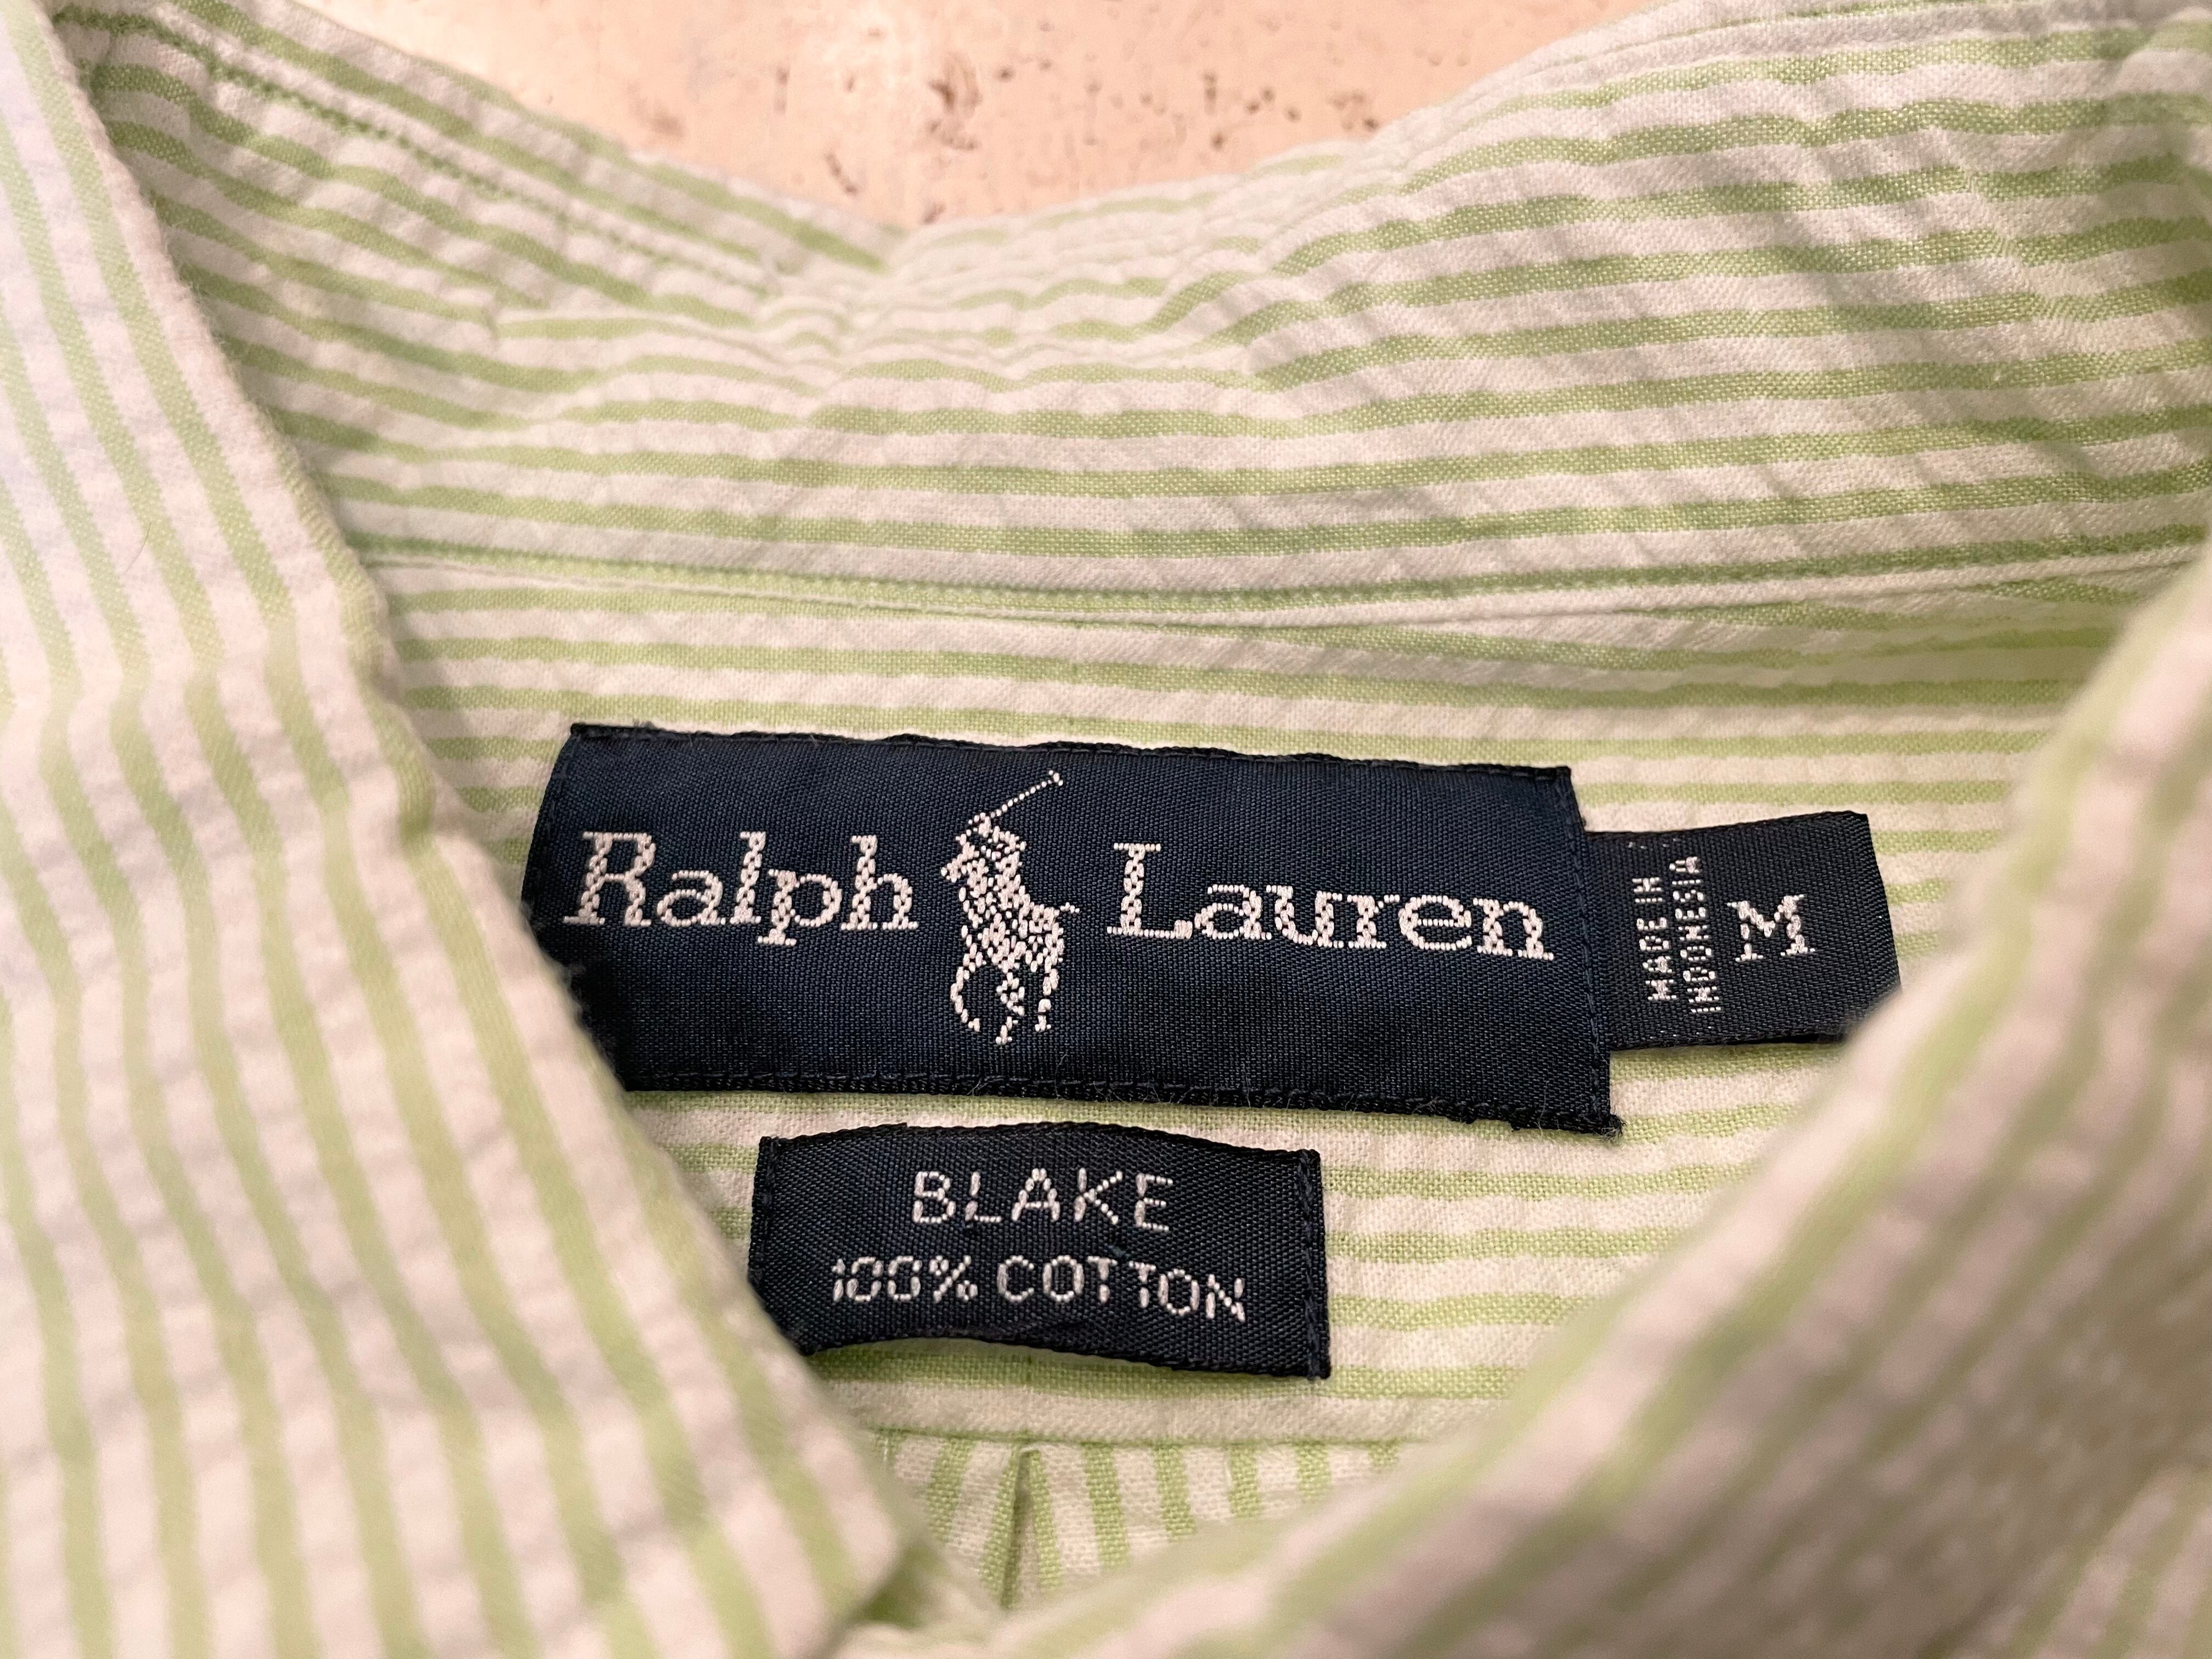 Ralph Lauren
MADE IN
INDONESIA
M
BLAKE
100% COTTON